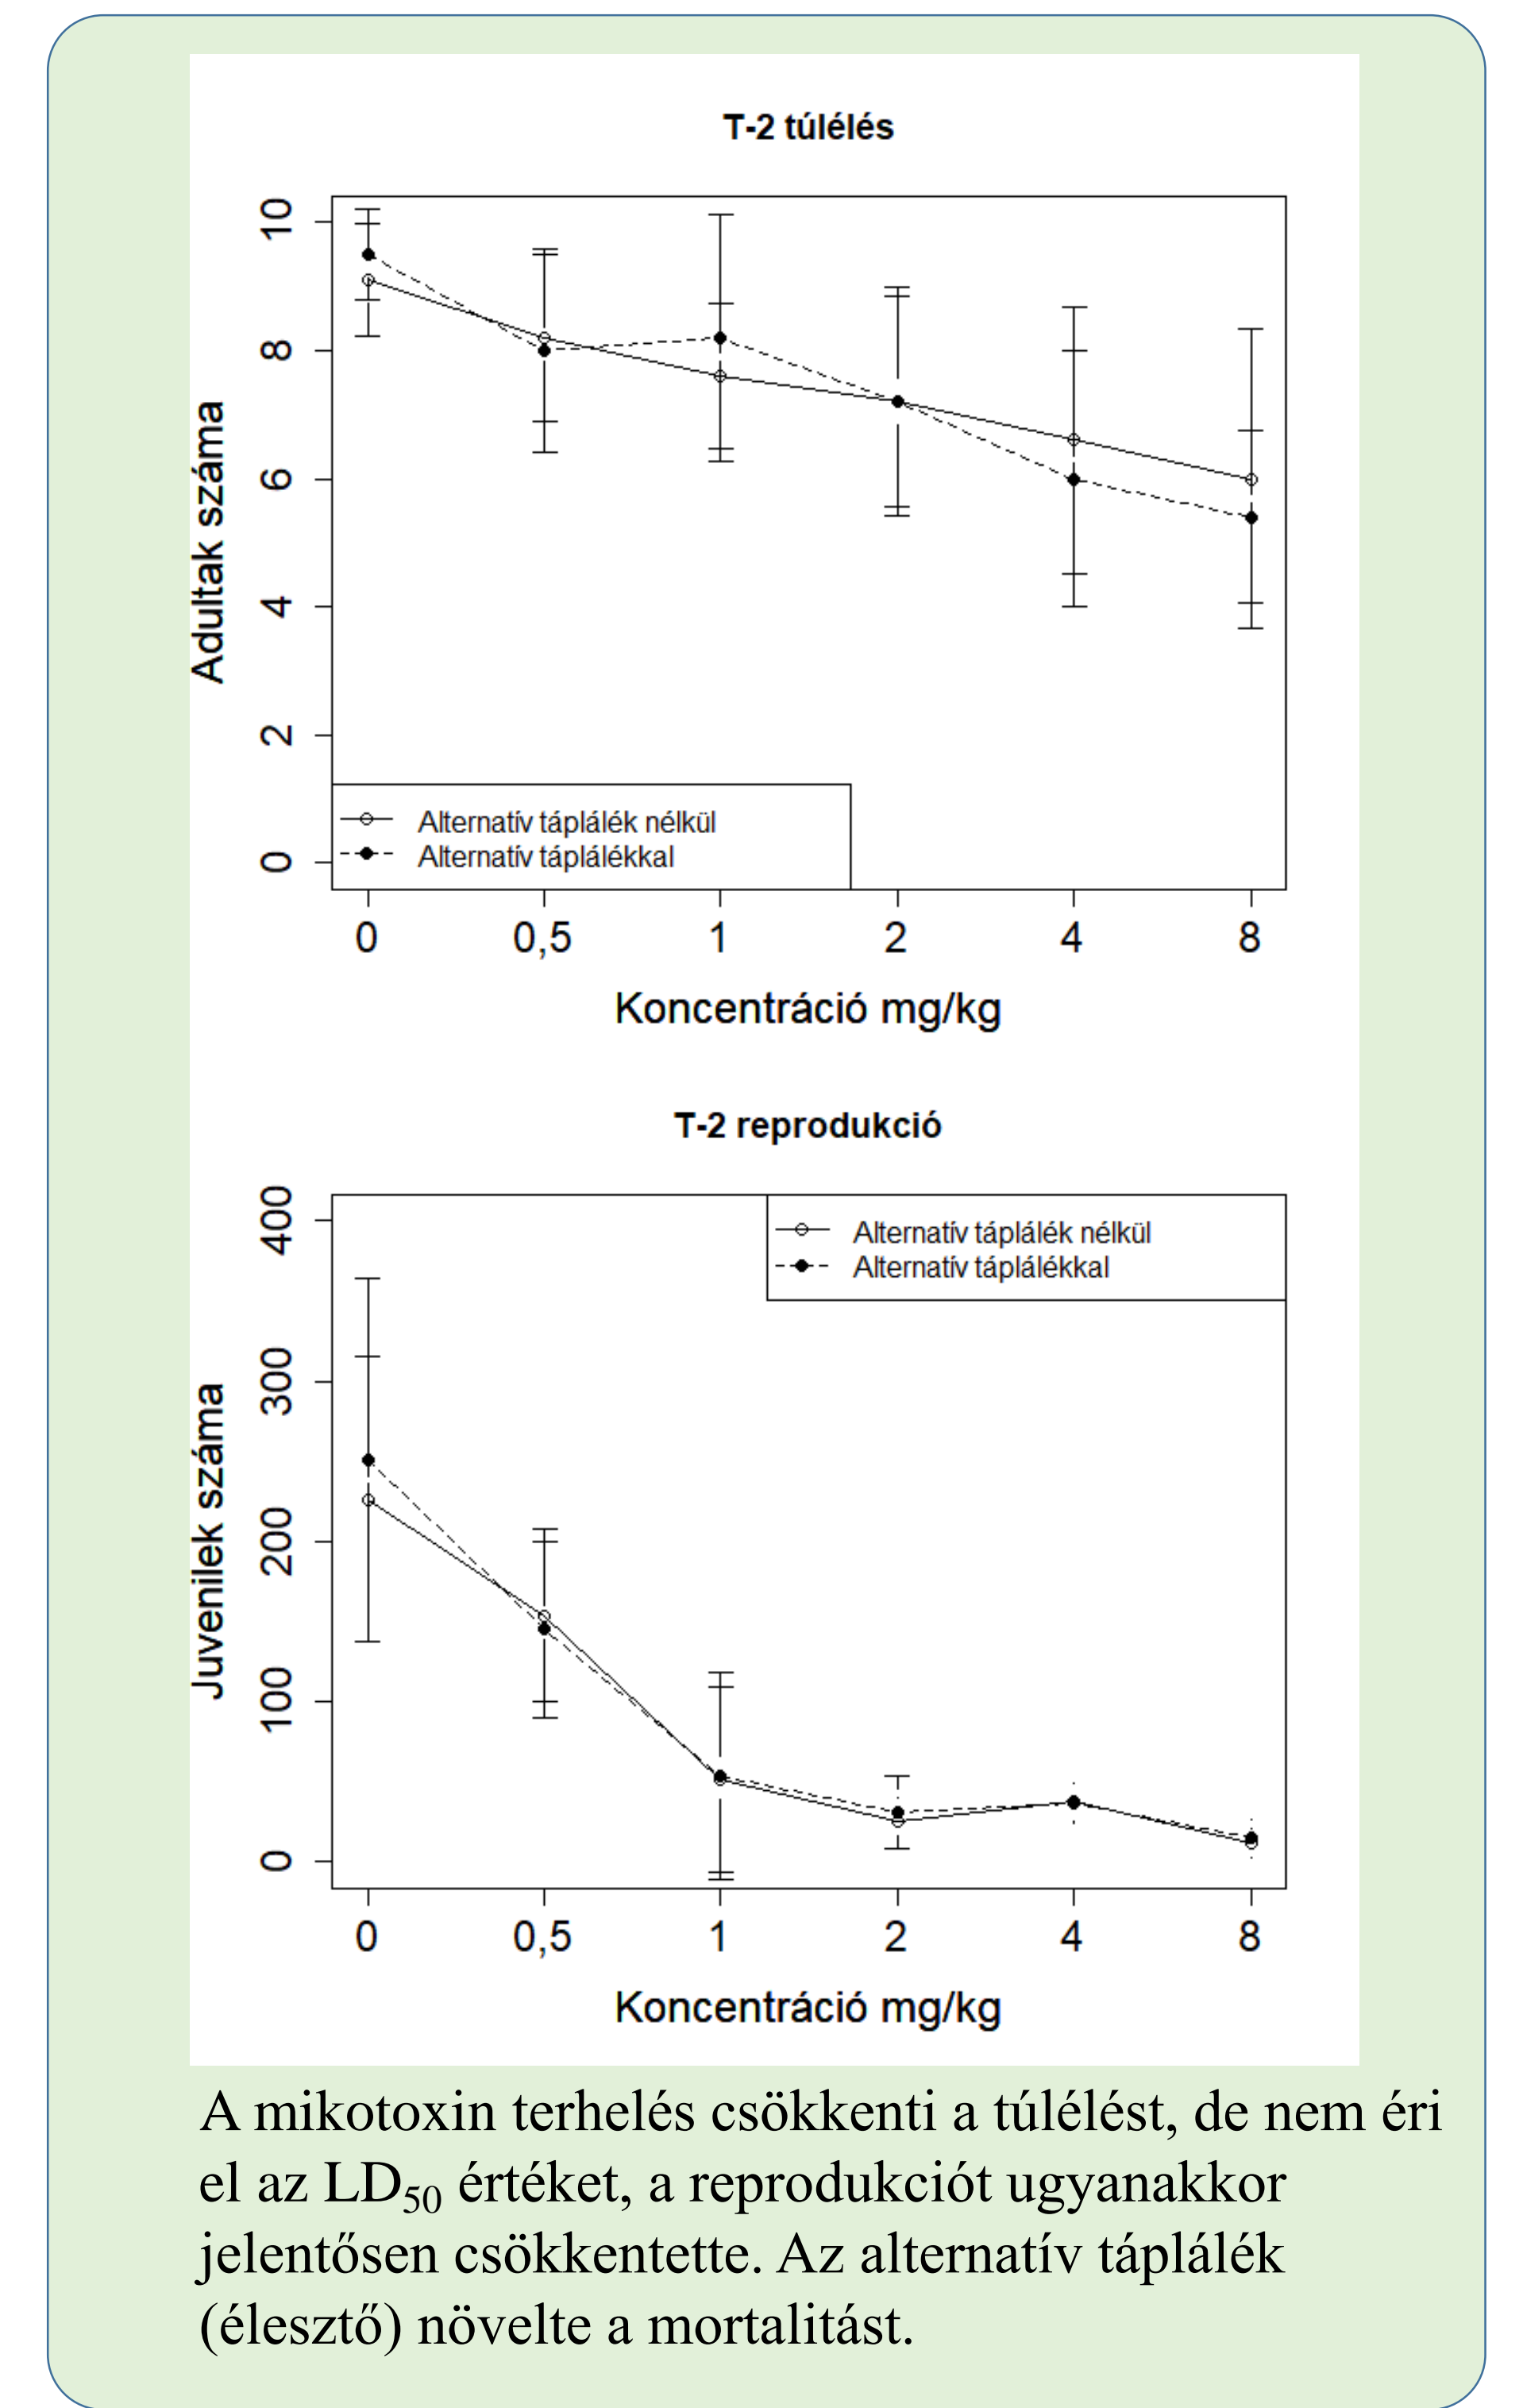 T-2 túlélés
10
8
6
4
2
0
Adultak száma
Alternatív táplálék nélkül
Alternatív táplálékkal
0 0,5 1 2 4 8
Koncentráció mg/kg
T-2 reprodukció
400
300
200
100
0
Juvenilek száma
Alternatív táplálék nélkül
Alternatív táplálékkal
0 0,5 1 2 4 8
Koncentráció mg/kg
A mikotoxin terhelés csökkenti a túlélést, de nem éri
el az LD50 értéket, a reprodukciót ugyanakkor
jelentősen csökkentette. Az alternatív táplálék
(élesztő) növelte a mortalitást.